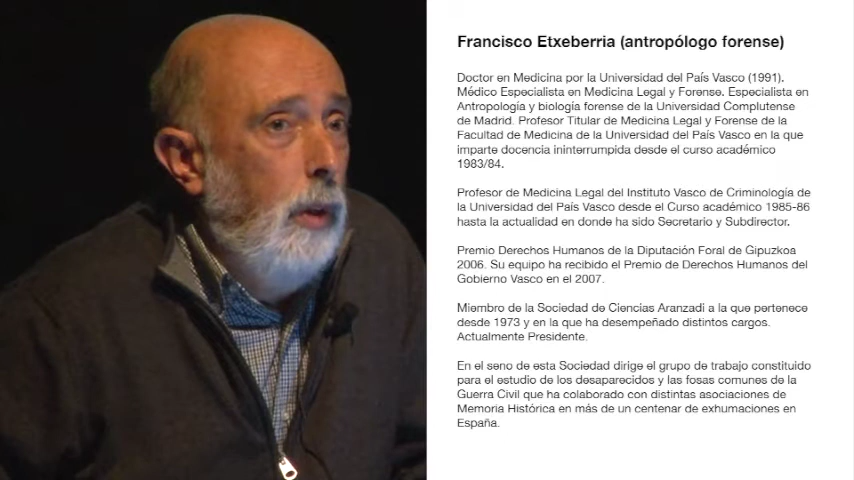 Francisco Etxeberria (antropólogo forense)
Doctor en Medicina por la Universidad del País Vasco (1991).
Médico Especialista en Medicina Legal y Forense. Especialista en
Antropología y biología forense de la Universidad Complutense
de Madrid. Profesor Titular de Medicina Legal y Forense de la
Facultad de Medicina de la Universidad del País Vasco en la que
imparte docencia ininterrumpida desde el curso académico
1983/84.
Profesor de Medicina Legal del Instituto Vasco de Criminología de
la Universidad del País Vasco desde el Curso académico 1985-86
hasta la actualidad en donde ha sido Secretario y Subdirector.
Premio Derechos Humanos de la Diputación Foral de Gipuzkoa
2006. Su equipo ha recibido el Premio de Derechos Humanos del
Gobierno Vasco en el 2007.
Miembro de la Sociedad de Ciencias Aranzadi a la que pertenece
desde 1973 y en la que ha desempeñado distintos cargos.
Actualmente Presidente.
En el seno de esta Sociedad dirige el grupo de trabajo constituido
para el estudio de los desaparecidos y las fosas comunes de la
Guerra Civil que ha colaborado con distintas asociaciones de
Memoria Histórica en más de un centenar de exhumaciones en
España.